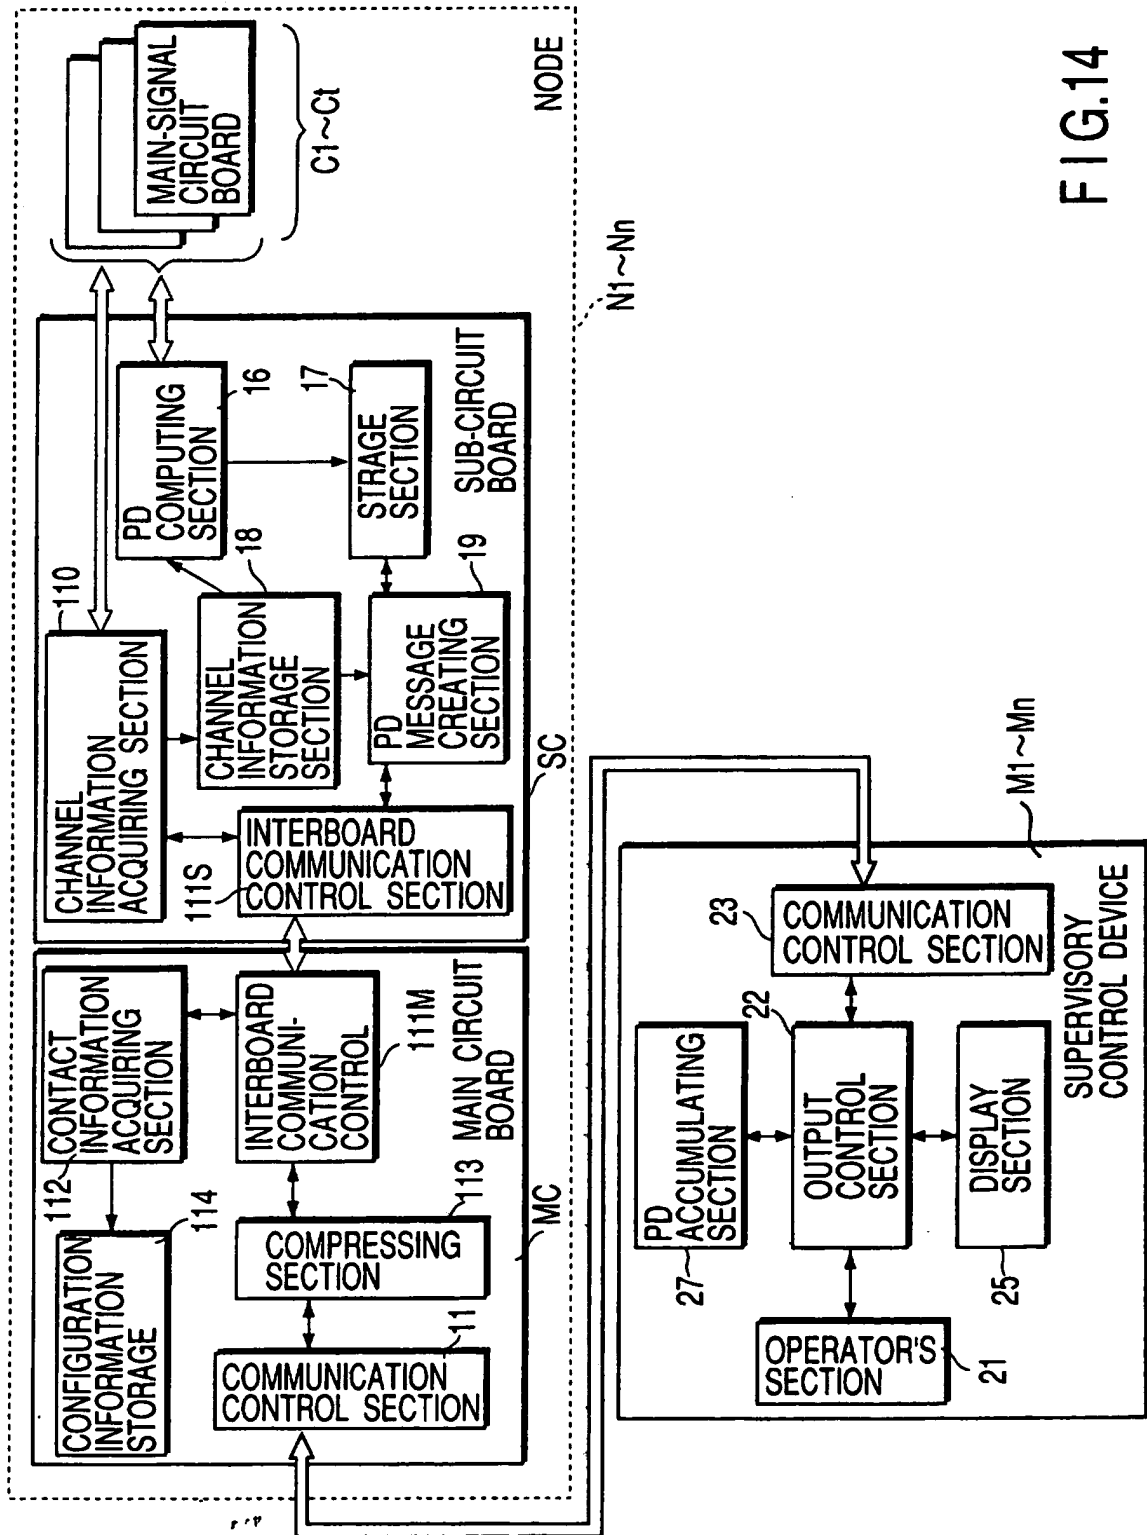 MAIN-SIGNAL
CIRCUIT
BOARD
C1~Ct
NODE
N1~Nn
CHANNEL
INFORMATION
ACQUIRING SECTION
110
PD
COMPUTING
SECTION
16
CHANNEL
INFORMATION
STORAGE
SECTION
18
STRAGE
SECTION
17
PD
MESSAGE
CREATING
SECTION
19
INTERBOARD
COMMUNICATION
CONTROL SECTION
111S
SUB-CIRCUIT
BOARD
SC
CONTACT
INFORMATION
ACQUIRING
SECTION
112
CONFIGURATION
INFORMATION
STORAGE
114
INTERBOARD
COMMUNI-
CATION
CONTROL
111M
COMPRESSING
SECTION
113
COMMUNICATION
CONTROL SECTION
11
MAIN CIRCUIT
BOARD
MC
COMMUNICATION
CONTROL SECTION
23
PD
ACCUMULATING
SECTION
27
OUTPUT
CONTROL
SECTION
22
DISPLAY
SECTION
25
OPERATOR'S
SECTION
21
SUPERVISORY
CONTROL DEVICE
M1~Mn
FIG.14